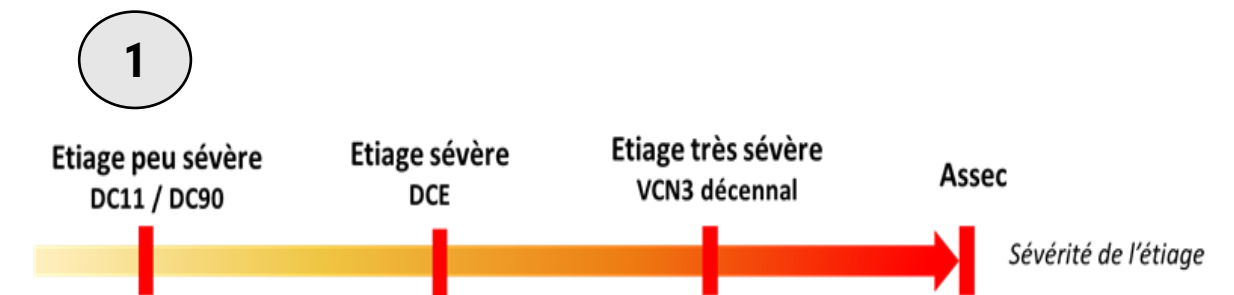 1
Etiage peu sévère
DC11 / DC90
Etiage sévère
DCE
Etiage très sévère
VCN3 décennal
Assec
Sévérité de l'étiage